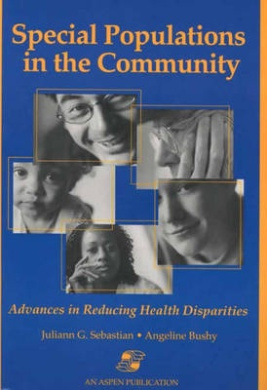 Special Populations
in the Community
Advances in Reducing Health Disparities
Juliann G. Sebastian • Angeline Bushy
AN ASPEN PUBLICATION